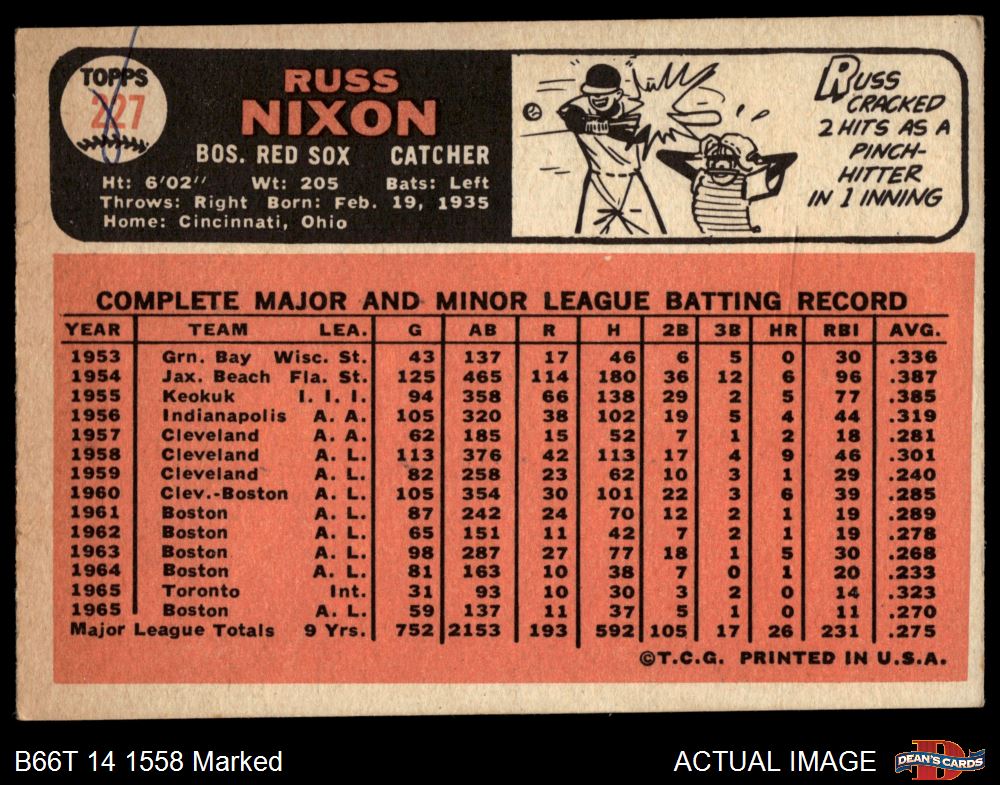 TOPPS
227
RUSS
NIXON
BOS. RED SOX CATCHER
Ht: 6'02" Wt: 205 Bats: Left
Throws: Right Born: Feb. 19, 1935
Home: Cincinnati, Ohio
RUSS
CRACKED
2 HITS AS A
PINCH-
HITTER
IN 1 INNING
COMPLETE MAJOR AND MINOR LEAGUE BATTING RECORD
YEAR TEAM LEA. G AB R H 2B 3B HR RBI AVG.
1953 Grn. Bay Wisc. St. 43 137 17 46 6 5 0 30 .336
1954 Jax. Beach Fla. St. 125 465 114 180 36 12 6 96 .387
1955 Keokuk I. I. I. 94 358 66 138 29 2 5 77 .385
1956 Indianapolis A. A. 105 320 38 102 19 5 4 44 .319
1957 Cleveland A. A. 62 185 15 52 7 1 2 18 .281
1958 Cleveland A. L. 113 376 42 113 17 4 9 46 .301
1959 Cleveland A. L. 82 258 23 62 10 3 1 29 .240
1960 Clev.-Boston A. L. 105 354 30 101 22 3 6 39 .285
1961 Boston A. L. 87 242 24 70 12 2 1 19 .289
1962 Boston A. L. 65 151 11 42 7 2 1 19 .278
1963 Boston A. L. 98 287 27 77 18 1 5 30 .268
1964 Boston A. L. 81 163 10 38 7 0 1 20 .233
1965 Toronto Int. 31 93 10 30 3 2 0 14 .323
1965 Boston A. L. 59 137 11 37 5 1 0 11 .270
Major League Totals 9 Yrs. 752 2153 193 592 105 17 26 231 .275
©T.C.G. PRINTED IN U.S.A.
B66T 14 1558 Marked
ACTUAL IMAGE
D
DEAN'S CARDS